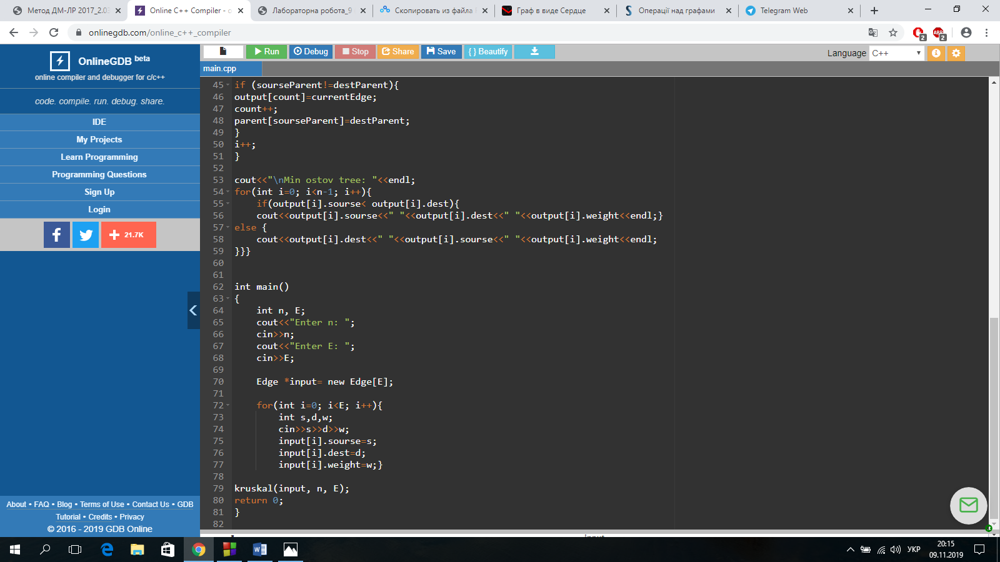 Метод ДМ-ЛР 2017_2.03
Online C++ Compiler - o
Лабораторна робота_9
Скопировать из файла
Граф в виде Сердце
Операції над графами
Telegram Web
onlinegdb.com/online_c++_compiler
2
ABP
2
OnlineGDB beta
online compiler and debugger for c/c++
code. compile. run. debug. share.
IDE
My Projects
Learn Programming
Programming Questions
Sign Up
Login
21.7K
About • FAQ • Blog • Terms of Use • Contact Us • GDB
Tutorial • Credits • Privacy
© 2016 - 2019 GDB Online
Run
Debug
Stop
Share
Save
{ } Beautify
Language C++
main.cpp
45 if (sourseParent!=destParent){
46 output[count]=currentEdge;
47 count++;
48 parent[sourseParent]=destParent;
49 }
50 i++;
51 }
52
53 cout<<"\nMin ostov tree: "<<endl;
54 for(int i=0; i<n-1; i++){
55 if(output[i].sourse< output[i].dest){
56 cout<<output[i].sourse<<" "<<output[i].dest<<" "<<output[i].weight<<endl;}
57 else {
58 cout<<output[i].dest<<" "<<output[i].sourse<<" "<<output[i].weight<<endl;
59 }}}
60
61
62 int main()
63 {
64 int n, E;
65 cout<<"Enter n: ";
66 cin>>n;
67 cout<<"Enter E: ";
68 cin>>E;
69
70 Edge *input= new Edge[E];
71
72 for(int i=0; i<E; i++){
73 int s,d,w;
74 cin>>s>>d>>w;
75 input[i].sourse=s;
76 input[i].dest=d;
77 input[i].weight=w;}
78
79 kruskal(input, n, E);
80 return 0;
81 }
82
input
УКР
20:15
09.11.2019